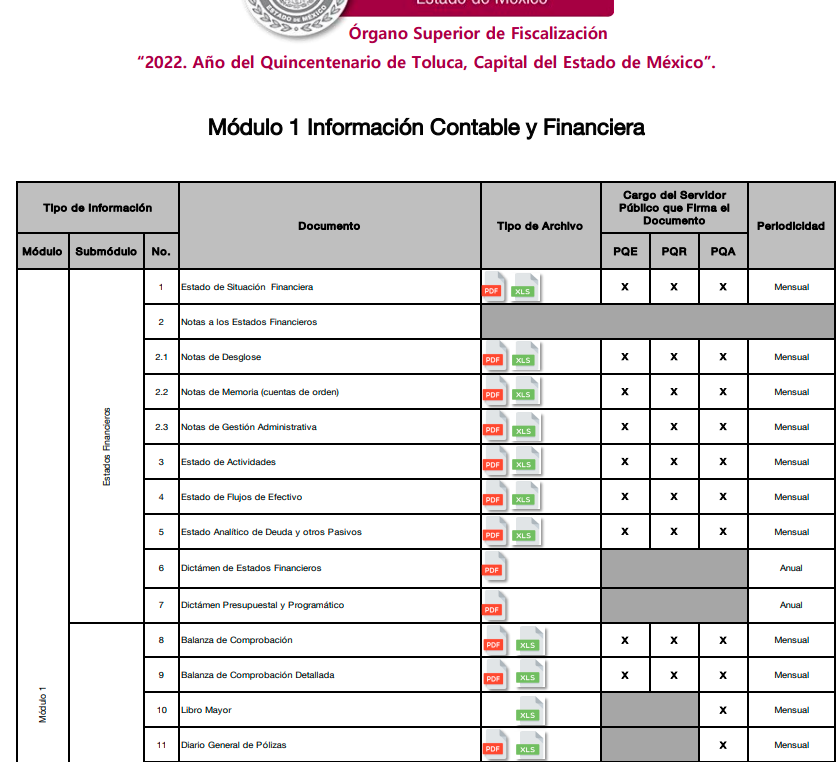 Estado de México
ESTADO DE MÉXICO
Órgano Superior de Fiscalización
“2022. Año del Quincentenario de Toluca, Capital del Estado de México”.
Módulo 1 Información Contable y Financiera
Tipo de Información
Documento
Tipo de Archivo
Cargo del Servidor
Público que Firma el
Documento
Periodicidad
Módulo Submódulo No.
PQE PQR PQA
Módulo 1
Estados Financieros
1 Estado de Situación Financiera PDF XLS X X X Mensual
2 Notas a los Estados Financieros
2.1 Notas de Desglose PDF XLS X X X Mensual
2.2 Notas de Memoria (cuentas de orden) PDF XLS X X X Mensual
2.3 Notas de Gestión Administrativa PDF XLS X X X Mensual
3 Estado de Actividades PDF XLS X X X Mensual
4 Estado de Flujos de Efectivo PDF XLS X X X Mensual
5 Estado Analítico de Deuda y otros Pasivos PDF XLS X X X Mensual
6 Dictámen de Estados Financieros PDF Anual
7 Dictámen Presupuestal y Programático PDF Anual
8 Balanza de Comprobación PDF XLS X X X Mensual
9 Balanza de Comprobación Detallada PDF XLS X X X Mensual
10 Libro Mayor XLS X Mensual
11 Diario General de Pólizas PDF XLS X Mensual